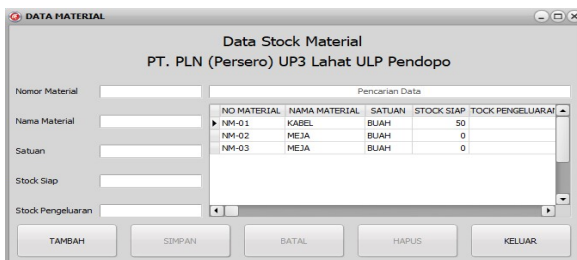 DATA MATERIAL
Data Stock Material
PT. PLN (Persero) UP3 Lahat ULP Pendopo
Nomor Material
Nama Material
Satuan
Stock Siap
Stock Pengeluaran
Pencarian Data
NO MATERIAL NAMA MATERIAL SATUAN STOCK SIAP TOCK PENGELUARAN
NM-01 KABEL BUAH 50
NM-02 MEJA BUAH 0
NM-03 MEJA BUAH 0
TAMBAH SIMPAN BATAL HAPUS KELUAR